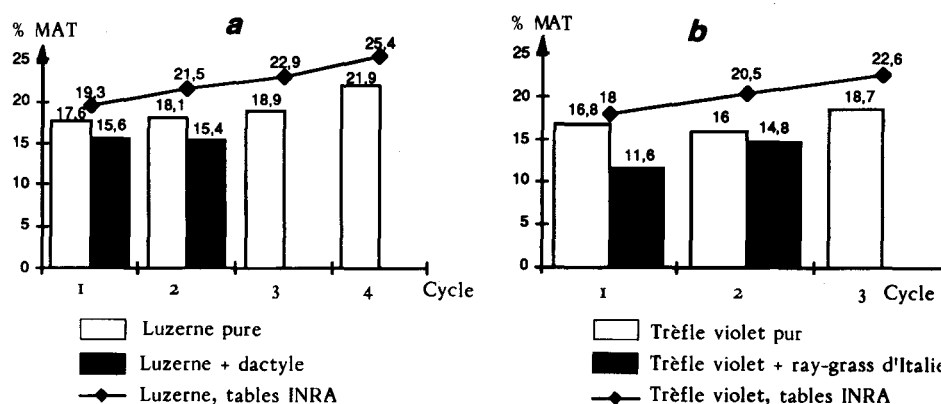 % MAT a
25
20
15
10
5
0
19,3 21,5 22,9 25,4
17,6 18,1 18,9 21,9
15,6 15,4
1 2 3 4 Cycle
Luzerne pure
Luzerne + dactyle
Luzerne, tables INRA
% MAT b
25
20
15
10
5
0
18 20,5 22,6
16,8 16 18,7
11,6 14,8
1 2 3 Cycle
Trèfle violet pur
Trèfle violet + ray-grass d'Italie
Trèfle violet, tables INRA